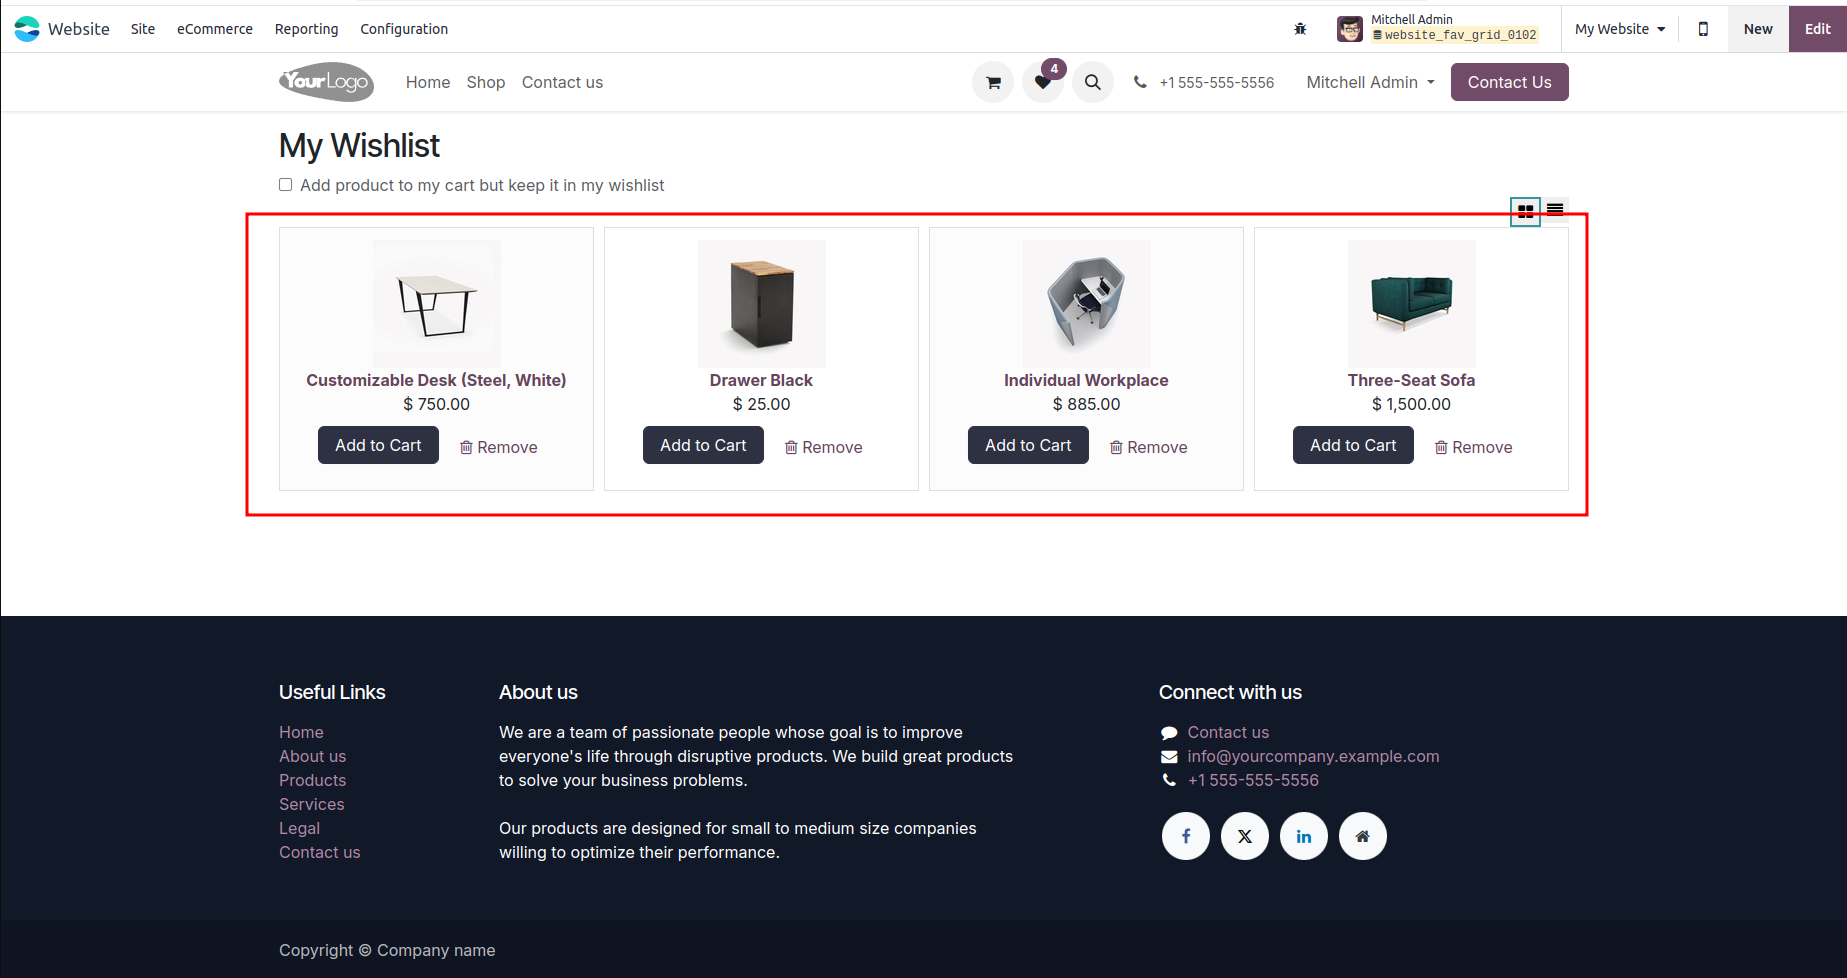 Website Site eCommerce Reporting Configuration Mitchell Admin website_fav_grid_0102 My Website New Edit
YourLogo Home Shop Contact us 4 +1 555-555-5556 Mitchell Admin Contact Us
My Wishlist
Add product to my cart but keep it in my wishlist
Customizable Desk (Steel, White) Drawer Black Individual Workplace Three-Seat Sofa
$ 750.00 $ 25.00 $ 885.00 $ 1,500.00
Add to Cart Remove Add to Cart Remove Add to Cart Remove Add to Cart Remove
Useful Links
Home
About us
Products
Services
Legal
Contact us
About us
We are a team of passionate people whose goal is to improve
everyone's life through disruptive products. We build great products
to solve your business problems.
Our products are designed for small to medium size companies
willing to optimize their performance.
Connect with us
Contact us
info@yourcompany.example.com
+1 555-555-5556
Copyright © Company name